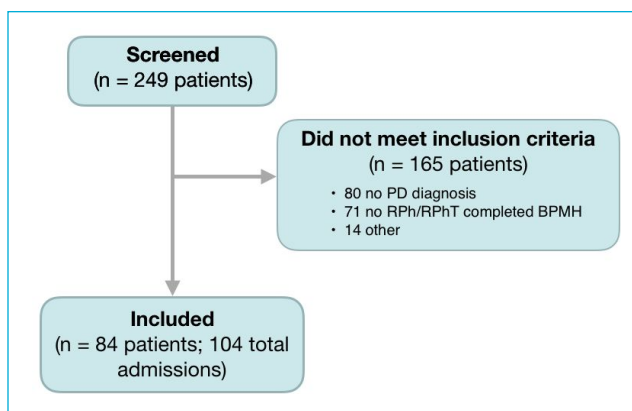 Screened
(n = 249 patients)
Did not meet inclusion criteria
(n = 165 patients)
• 80 no PD diagnosis
• 71 no RPh/RPhT completed BPMH
• 14 other
Included
(n = 84 patients; 104 total
admissions)